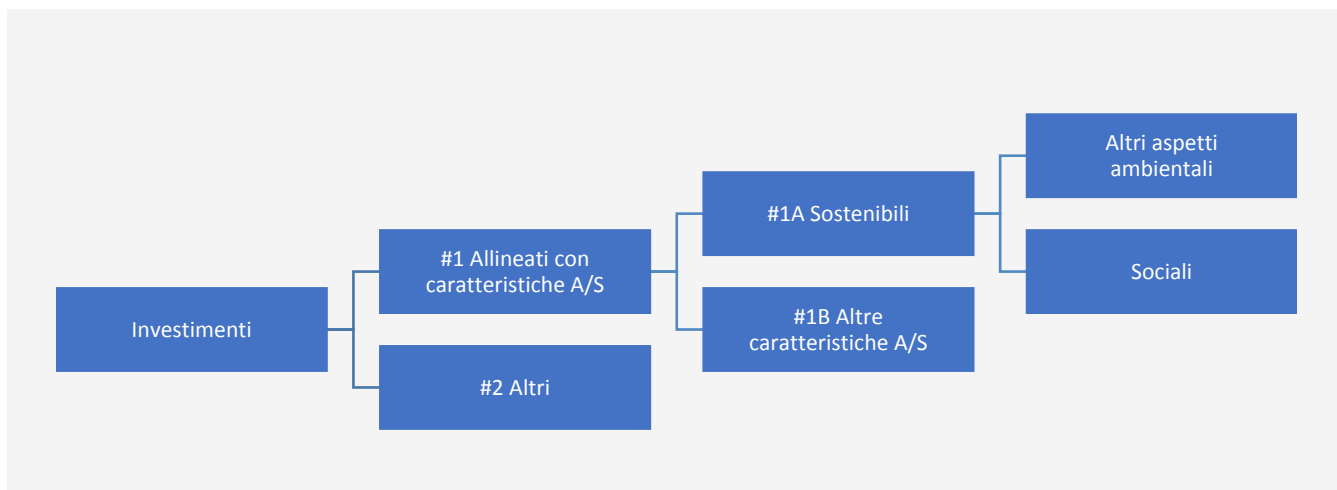 Investimenti
#1 Allineati con
caratteristiche A/S
#2 Altri
#1A Sostenibili
#1B Altre
caratteristiche A/S
Altri aspetti
ambientali
Sociali